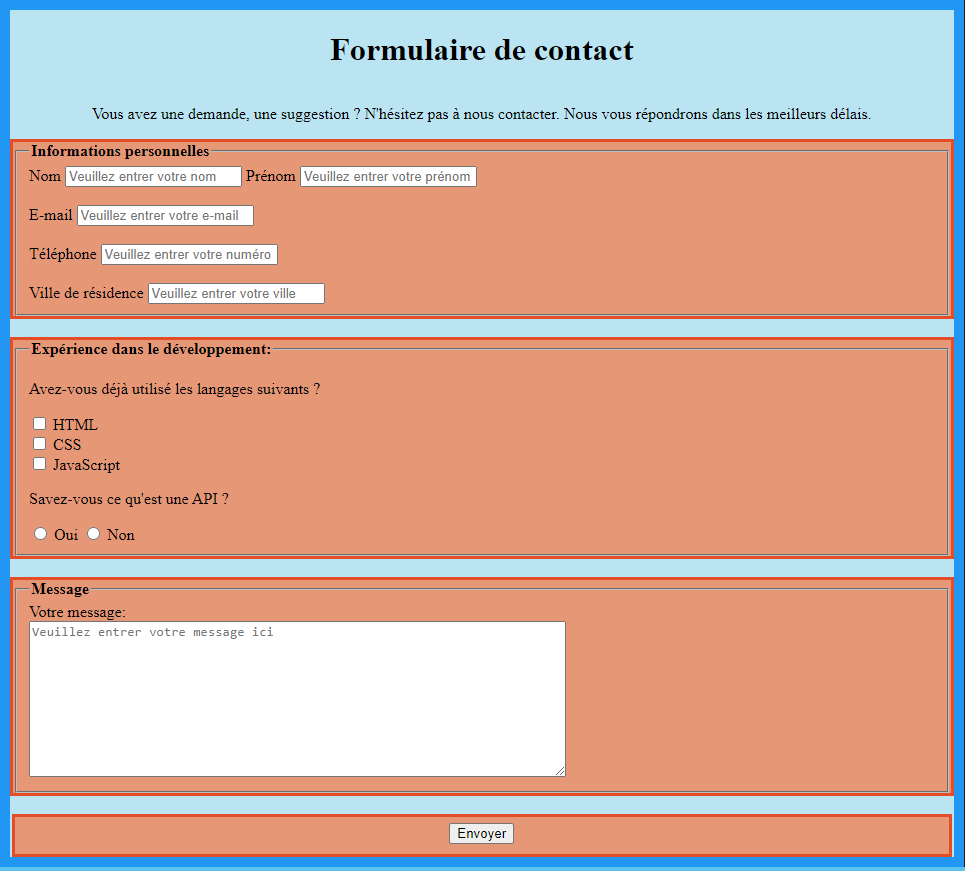 Formulaire de contact
Vous avez une demande, une suggestion ? N'hésitez pas à nous contacter. Nous vous répondrons dans les meilleurs délais.
Informations personnelles
Nom Veuillez entrer votre nom Prénom Veuillez entrer votre prénom
E-mail Veuillez entrer votre e-mail
Téléphone Veuillez entrer votre numéro
Ville de résidence Veuillez entrer votre ville
Expérience dans le développement:
Avez-vous déjà utilisé les langages suivants ?
HTML
CSS
JavaScript
Savez-vous ce qu'est une API ?
Oui Non
Message
Votre message:
Veuillez entrer votre message ici
Envoyer